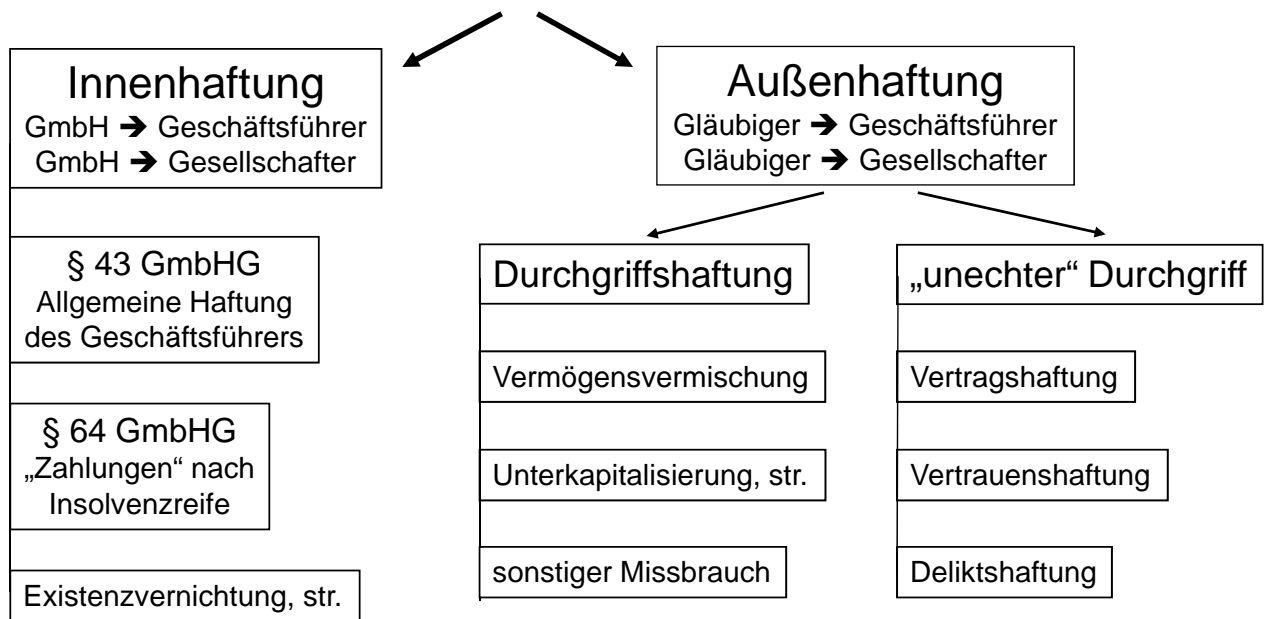 Innenhaftung
GmbH ➔ Geschäftsführer
GmbH ➔ Gesellschafter
§ 43 GmbHG
Allgemeine Haftung
des Geschäftsführers
§ 64 GmbHG
„Zahlungen“ nach
Insolvenzreife
Existenzvernichtung, str.
Außenhaftung
Gläubiger ➔ Geschäftsführer
Gläubiger ➔ Gesellschafter
Durchgriffshaftung
Vermögensvermischung
Unterkapitalisierung, str.
sonstiger Missbrauch
„unechter“ Durchgriff
Vertragshaftung
Vertrauenshaftung
Deliktshaftung